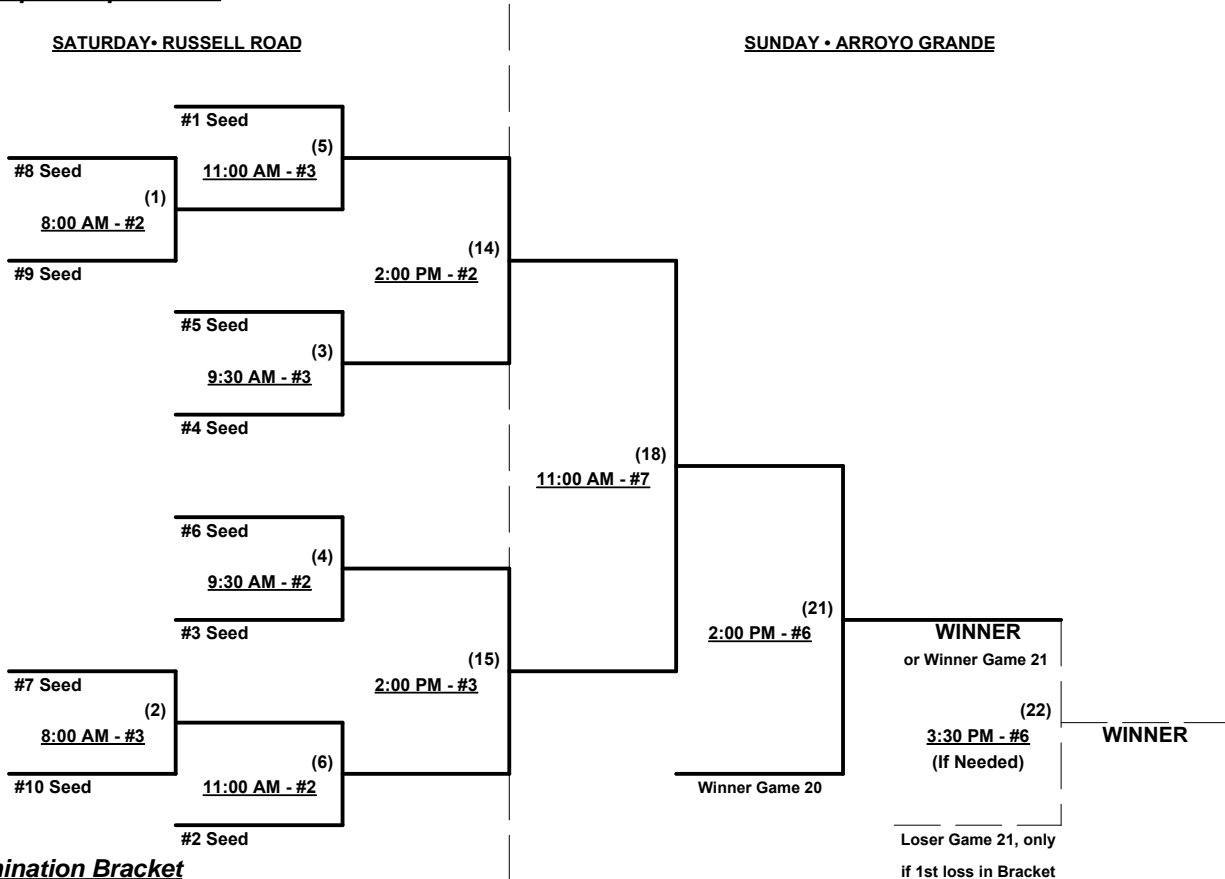 SATURDAY• RUSSELL ROAD
SUNDAY • ARROYO GRANDE
#1 Seed
(5)
#8 Seed
11:00 AM - #3
(1)
8:00 AM - #2
(14)
#9 Seed
2:00 PM - #2
#5 Seed
(3)
9:30 AM - #3
#4 Seed
(18)
11:00 AM - #7
#6 Seed
(4)
9:30 AM - #2
(21)
#3 Seed
2:00 PM - #6
WINNER
(15)
or Winner Game 21
#7 Seed
2:00 PM - #3
(2)
(22)
8:00 AM - #3
3:30 PM - #6
WINNER
(6)
(If Needed)
#10 Seed
11:00 AM - #2
Winner Game 20
#2 Seed
Loser Game 21, only
if 1st loss in Bracket
ination Bracket